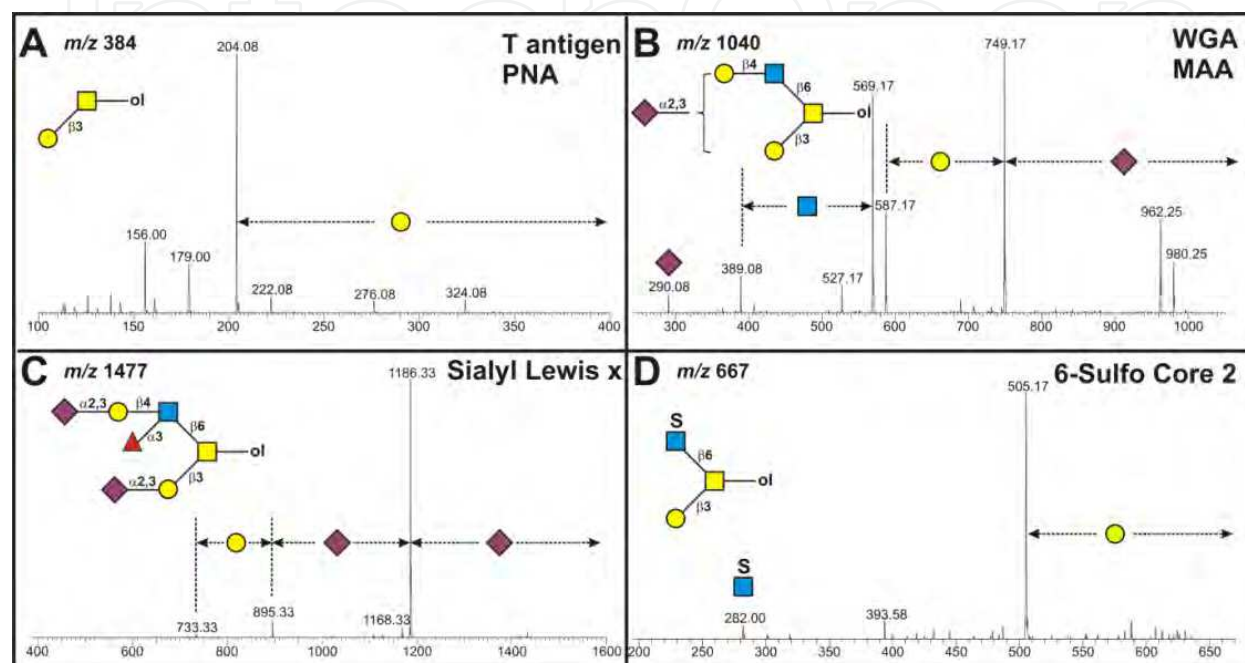 A m/z 384
T antigen
PNA
204.08
ol
β3
156.00
179.00
222.08
276.08
324.08
100 150 200 250 300 350 400
B m/z 1040
WGA
MAA
749.17
β4
569.17
α2,3
β6
ol
β3
587.17
962.25
980.25
290.08
389.08
527.17
300 400 500 600 700 800 900 1000
C m/z 1477
Sialyl Lewis x
1186.33
α2,3 β4
α3 β6
ol
α2,3 β3
733.33
895.33
1168.33
400 600 800 1000 1200 1400 1600
D m/z 667
6-Sulfo Core 2
505.17
S
β6
ol
β3
S
282.00
393.58
200 250 300 350 400 450 500 550 600 650